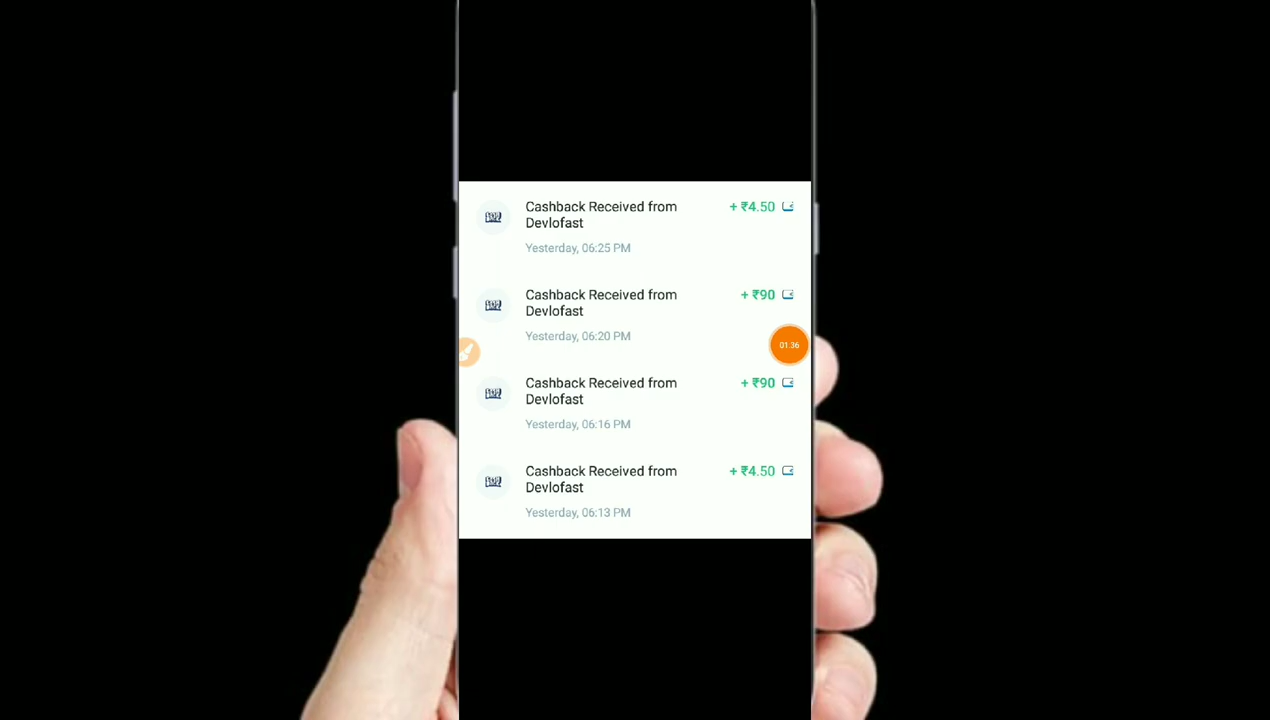 Cashback Received from
Devlofast
+ ₹4.50
Yesterday, 06:25 PM
Cashback Received from
Devlofast
+ ₹90
Yesterday, 06:20 PM
01:36
Cashback Received from
Devlofast
+ ₹90
Yesterday, 06:16 PM
Cashback Received from
Devlofast
+ ₹4.50
Yesterday, 06:13 PM